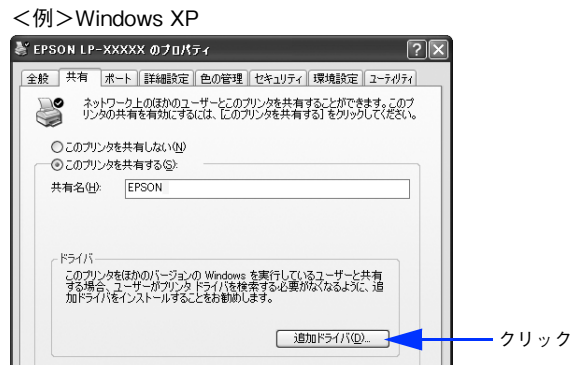 ＜例＞Windows XP
EPSON LP-XXXXX のプロパティ
全般 共有 ポート 詳細設定 色の管理 セキュリティ 環境設定 ユーティリティ
ネットワーク上のほかのユーザーとこのプリンタを共有することができます。このプ
リンタの共有を有効にするには、[このプリンタを共有する] をクリックしてください。
このプリンタを共有しない(N)
このプリンタを共有する(S):
共有名(H): EPSON
ドライバ
このプリンタをほかのバージョンの Windows を実行しているユーザーと共有
する場合、ユーザーがプリンタ ドライバを検索する必要がなくなるように、追
加ドライバをインストールすることをお勧めします。
追加ドライバ(D)...
クリック